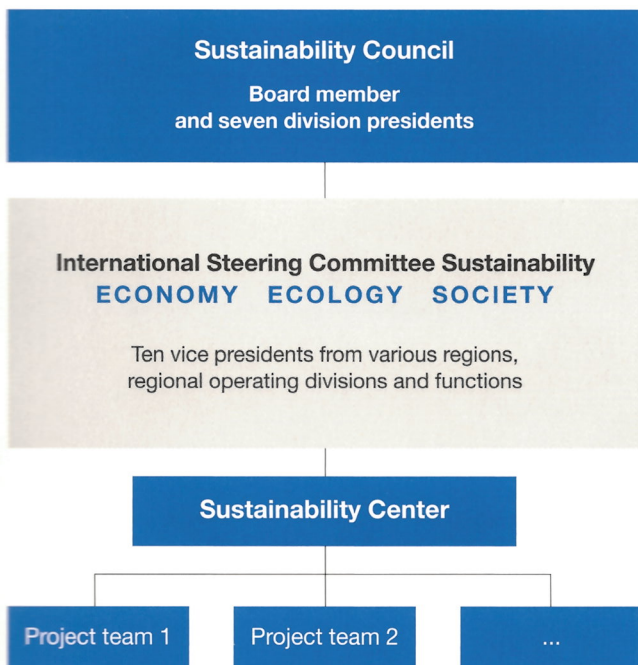 Sustainability Council
Board member
and seven division presidents
International Steering Committee Sustainability
ECONOMY ECOLOGY SOCIETY
Ten vice presidents from various regions,
regional operating divisions and functions
Sustainability Center
Project team 1
Project team 2
...